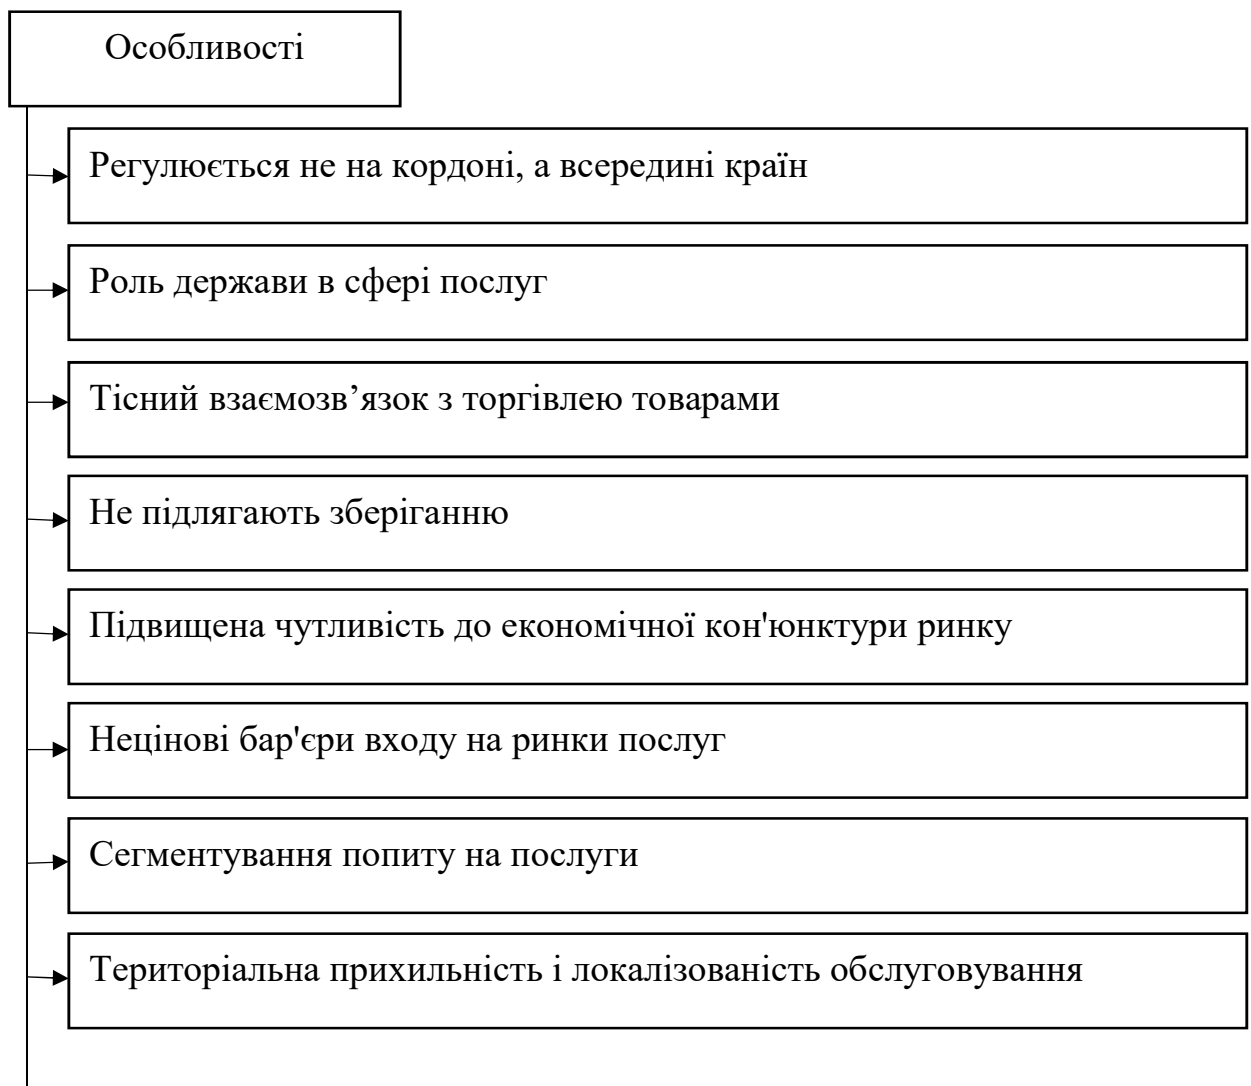 Особливості
Регулюється не на кордоні, а всередині країн
Роль держави в сфері послуг
Тісний взаємозв’язок з торгівлею товарами
Не підлягають зберіганню
Підвищена чутливість до економічної кон'юнктури ринку
Нецінові бар'єри входу на ринки послуг
Сегментування попиту на послуги
Територіальна прихильність і локалізованість обслуговування